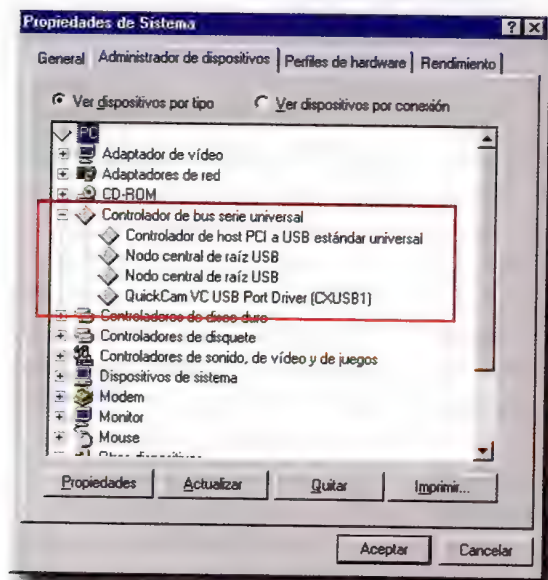 Propiedades de Sistema
General Administrador de dispositivos Perfiles de hardware Rendimiento
Ver dispositivos por tipo Ver dispositivos por conexión
PC
Adaptador de vídeo
Adaptadores de red
CD-ROM
Controlador de bus serie universal
Controlador de host PCI a USB estándar universal
Nodo central de raíz USB
Nodo central de raíz USB
QuickCam VC USB Port Driver (CXUSB1)
Controladores de disco duro
Controladores de disquete
Controladores de sonido, de vídeo y de juegos
Dispositivos de sistema
Modem
Monitor
Mouse
Otros dispositivos
Propiedades Actualizar Quitar Imprimir...
Aceptar Cancelar